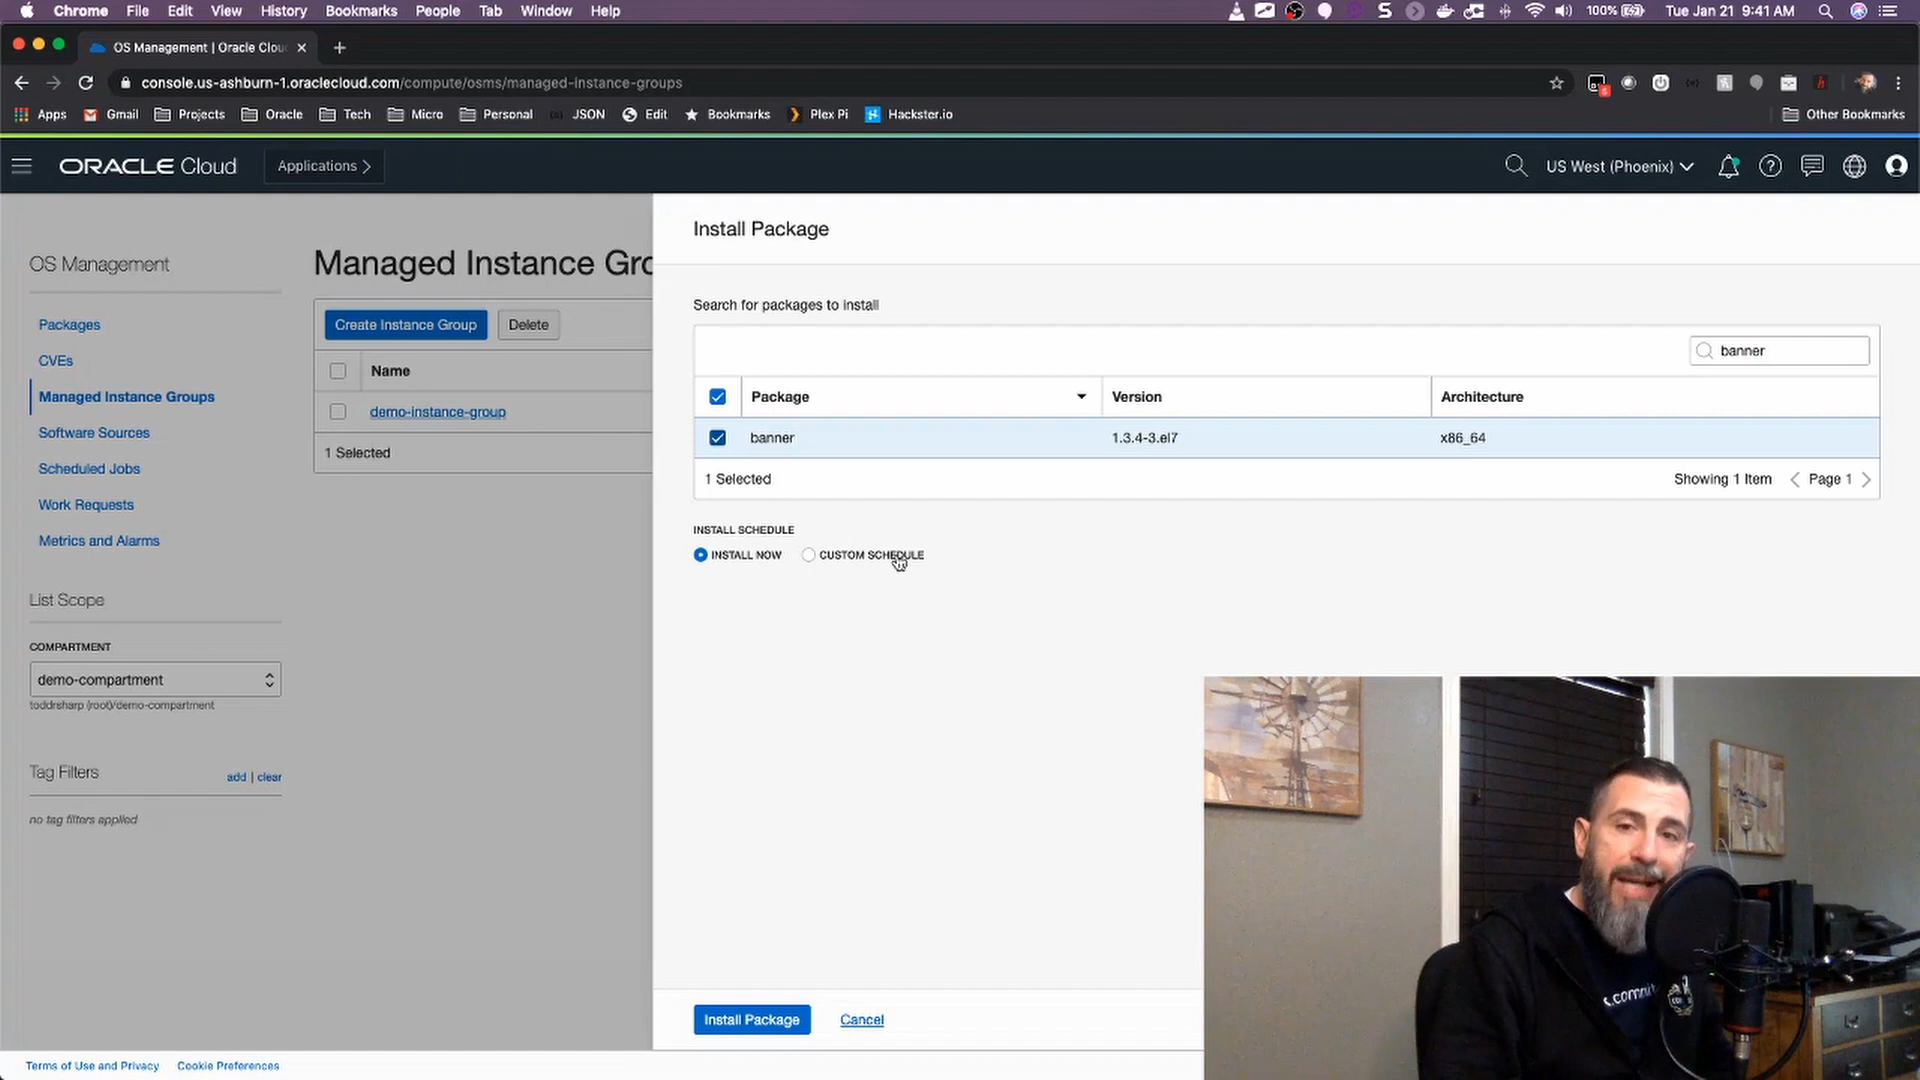 Chrome File Edit View History Bookmarks People Tab Window Help
100% Tue Jan 21 9:41 AM
OS Management | Oracle Clou
console.us-ashburn-1.oraclecloud.com/compute/osms/managed-instance-groups
Apps Gmail Projects Oracle Tech Micro Personal JSON Edit Bookmarks Plex Pi Hackster.io Other Bookmarks
ORACLE Cloud Applications US West (Phoenix)
OS Management
Packages
CVEs
Managed Instance Groups
Software Sources
Scheduled Jobs
Work Requests
Metrics and Alarms
List Scope
COMPARTMENT
demo-compartment
toddrsharp (root)/demo-compartment
Tag Filters add | clear
no tag filters applied
Managed Instance Gro
Create Instance Group Delete
Name
demo-instance-group
1 Selected
Install Package
Search for packages to install
banner
Package Version Architecture
banner 1.3.4-3.el7 x86_64
1 Selected Showing 1 Item Page 1
INSTALL SCHEDULE
INSTALL NOW CUSTOM SCHEDULE
Install Package Cancel
Terms of Use and Privacy Cookie Preferences